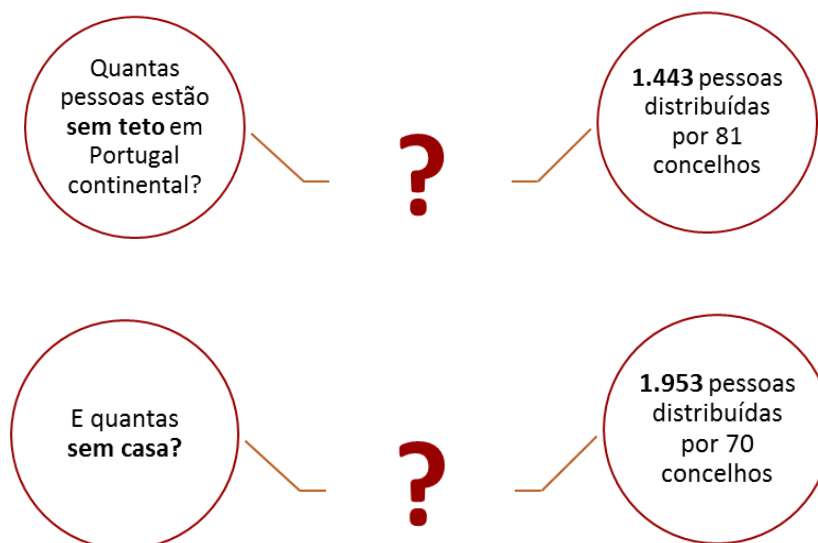 Quantas
pessoas estão
sem teto em
Portugal
continental?
?
1.443 pessoas
distribuídas
por 81
concelhos
E quantas
sem casa?
?
1.953 pessoas
distribuídas
por 70
concelhos